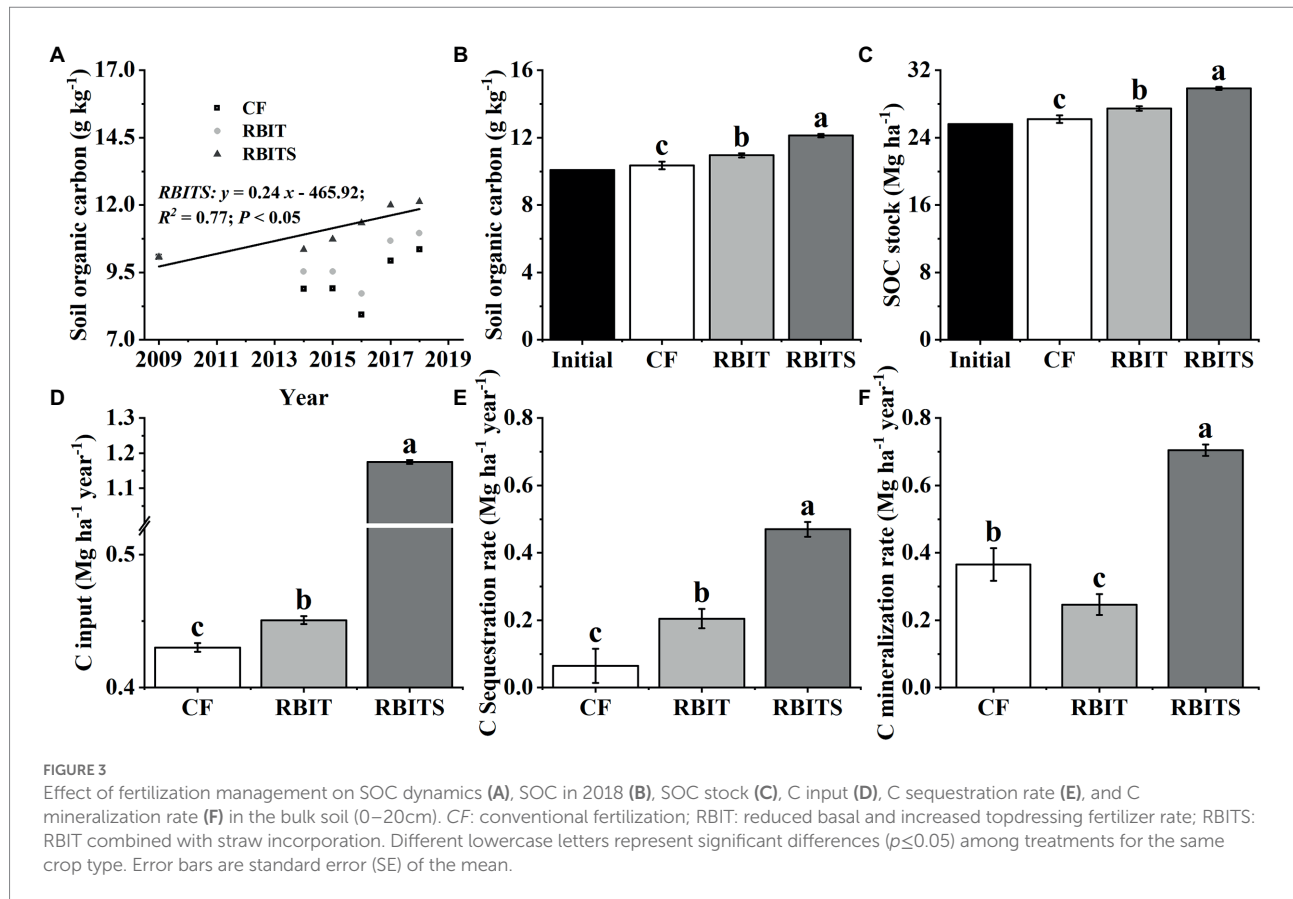 A
Soil organic carbon (g kg⁻¹)
17.0
14.5
12.0
9.5
7.0
CF
RBIT
RBITS
RBITS: y = 0.24 x - 465.92;
R² = 0.77; P < 0.05
2009 2011 2013 2015 2017 2019
Year
B
Soil organic carbon (g kg⁻¹)
16
12
8
4
0
c b a
Initial CF RBIT RBITS
C
SOC stock (Mg ha⁻¹)
32
24
16
8
0
c b a
Initial CF RBIT RBITS
D
C input (Mg ha⁻¹ year⁻¹)
1.3
1.2
1.1
0.5
0.4
c b a
CF RBIT RBITS
E
C Sequestration rate (Mg ha⁻¹ year⁻¹)
0.8
0.6
0.4
0.2
0.0
c b a
CF RBIT RBITS
F
C mineralization rate (Mg ha⁻¹ year⁻¹)
0.8
0.6
0.4
0.2
0.0
b c a
CF RBIT RBITS
FIGURE 3
Effect of fertilization management on SOC dynamics (A), SOC in 2018 (B), SOC stock (C), C input (D), C sequestration rate (E), and C
mineralization rate (F) in the bulk soil (0–20cm). CF: conventional fertilization; RBIT: reduced basal and increased topdressing fertilizer rate; RBITS:
RBIT combined with straw incorporation. Different lowercase letters represent significant differences (p≤0.05) among treatments for the same
crop type. Error bars are standard error (SE) of the mean.